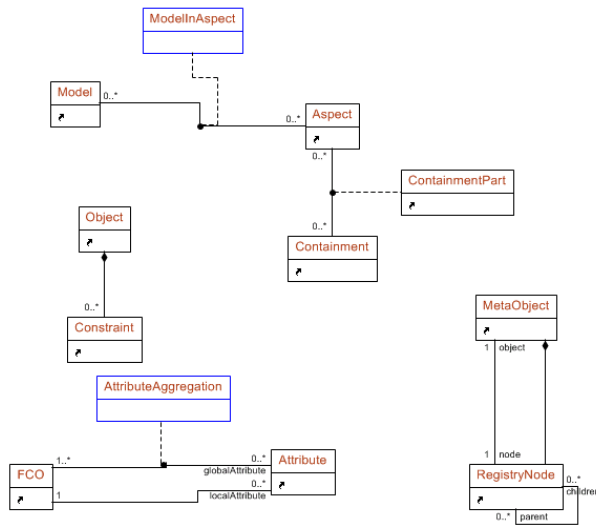 ModelInAspect
Model
0..*
0..*
Aspect
0..*
ContainmentPart
0..*
Containment
Object
0..*
Constraint
MetaObject
1 object
AttributeAggregation
1 node
FCO
1..*
0..*
globalAttribute
Attribute
1
0..*
localAttribute
RegistryNode
0..*
children
0..* parent